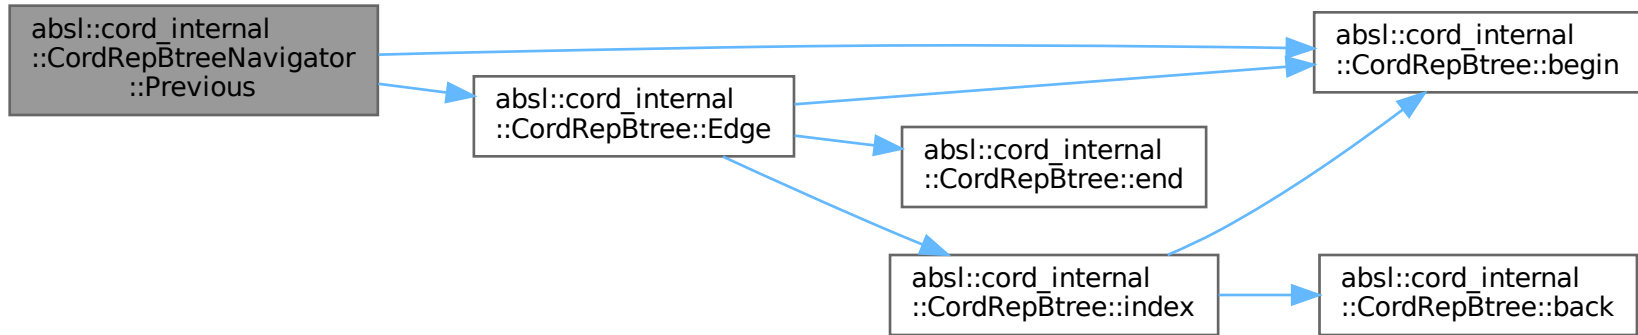 absl::cord_internal
::CordRepBtreeNavigator
::Previous
absl::cord_internal
::CordRepBtree::Edge
absl::cord_internal
::CordRepBtree::begin
absl::cord_internal
::CordRepBtree::end
absl::cord_internal
::CordRepBtree::index
absl::cord_internal
::CordRepBtree::back